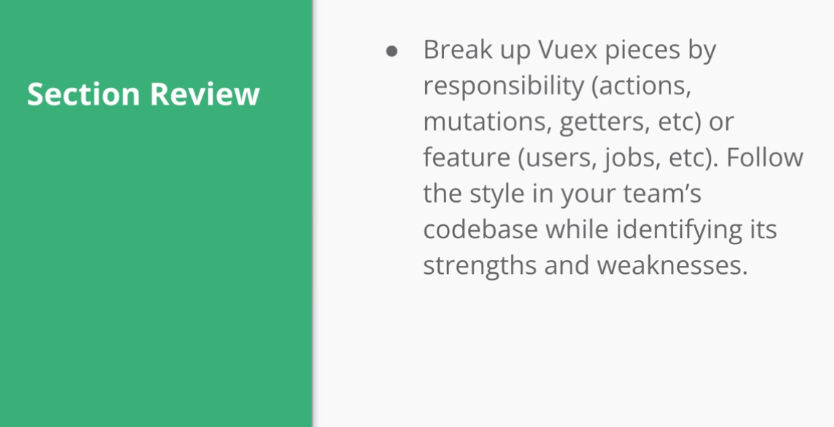 Section Review
● Break up Vuex pieces by
responsibility (actions,
mutations, getters, etc) or
feature (users, jobs, etc). Follow
the style in your team’s
codebase while identifying its
strengths and weaknesses.